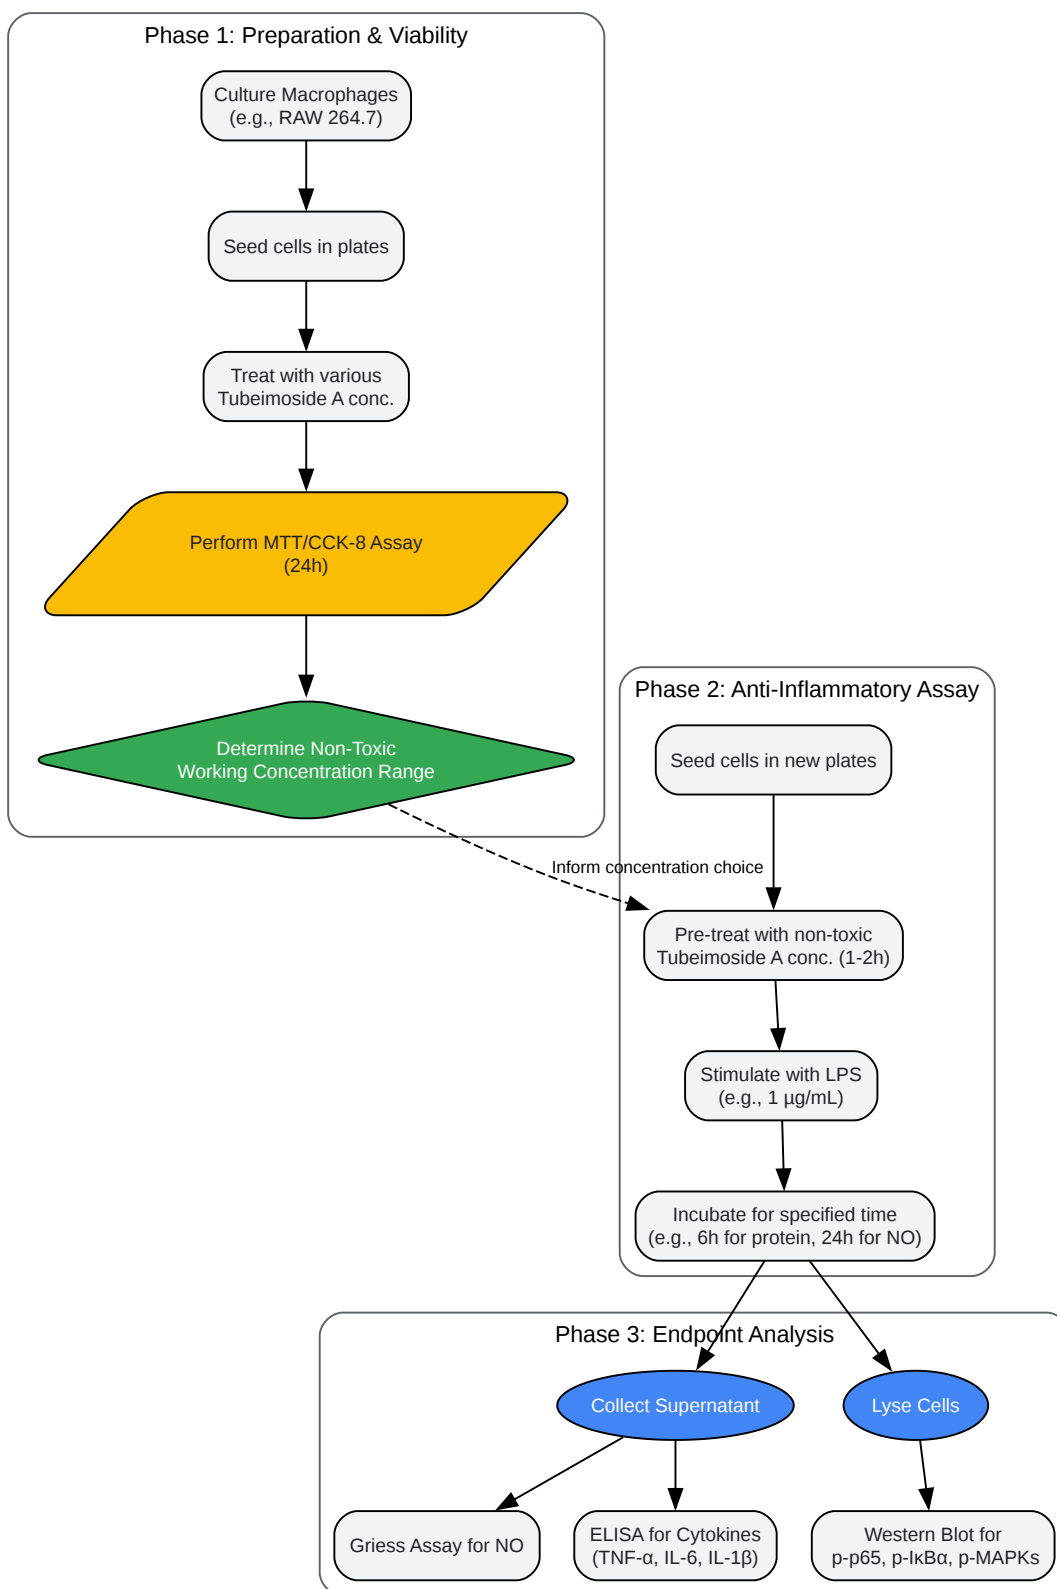 Phase 1: Preparation & Viability
Culture Macrophages
(e.g., RAW 264.7)
Seed cells in plates
Treat with various
Tubeimoside A conc.
Perform MTT/CCK-8 Assay
(24h)
Determine Non-Toxic
Working Concentration Range
Phase 2: Anti-Inflammatory Assay
Seed cells in new plates
Inform concentration choice
Pre-treat with non-toxic
Tubeimoside A conc. (1-2h)
Stimulate with LPS
(e.g., 1 µg/mL)
Incubate for specified time
(e.g., 6h for protein, 24h for NO)
Phase 3: Endpoint Analysis
Collect Supernatant
Lyse Cells
Griess Assay for NO
ELISA for Cytokines
(TNF-α, IL-6, IL-1β)
Western Blot for
p-p65, p-IκBα, p-MAPKs